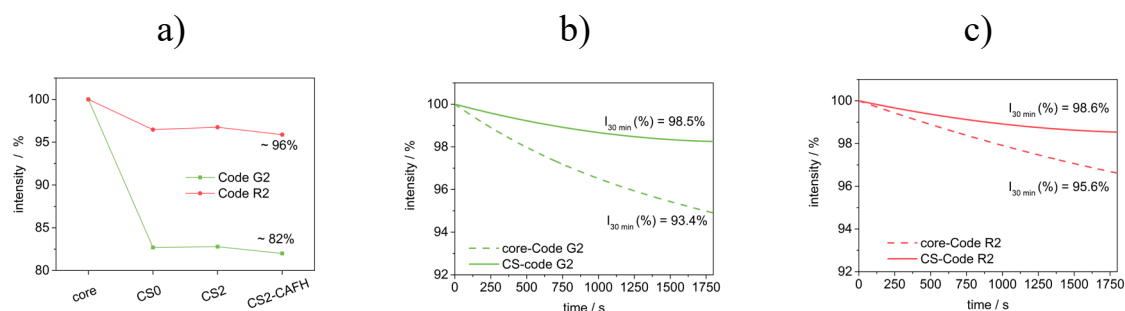 a)
intensity / %
100
95
90
85
80
~ 96%
Code G2
Code R2
~ 82%
core
CS0
CS2
CS2-CAFH
b)
intensity / %
100
98
96
94
92
I30 min (%) = 98.5%
I30 min (%) = 93.4%
core-Code G2
CS-code G2
0 250 500 750 1000 1250 1500 1750
time / s
c)
intensity / %
100
98
96
94
92
I30 min (%) = 98.6%
I30 min (%) = 95.6%
core-Code R2
CS-Code R2
0 250 500 750 1000 1250 1500 1750
time / s